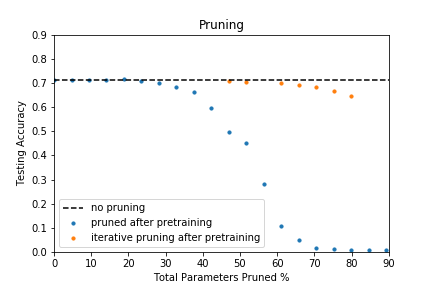 Pruning
0.9
0.8
0.7
0.6
0.5
0.4
0.3
0.2
0.1
0.0
Testing Accuracy
no pruning
pruned after pretraining
iterative pruning after pretraining
0 10 20 30 40 50 60 70 80 90
Total Parameters Pruned %